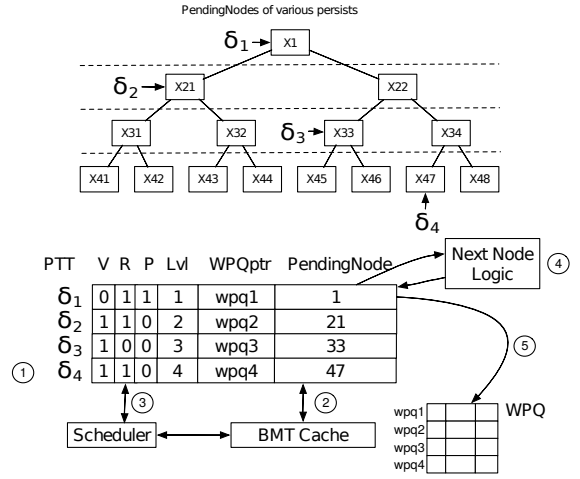 PendingNodes of various persists
δ1 X1
δ2 X21 X22
X31 X32 δ3 X33 X34
X41 X42 X43 X44 X45 X46 X47 X48
δ4
PTT V R P Lvl WPQptr PendingNode
Next Node
Logic
4
δ1 0 1 1 1 wpq1 1
δ2 1 1 0 2 wpq2 21
δ3 1 0 0 3 wpq3 33
5
1 δ4 1 1 0 4 wpq4 47
3 2
Scheduler BMT Cache
wpq1 WPQ
wpq2
wpq3
wpq4